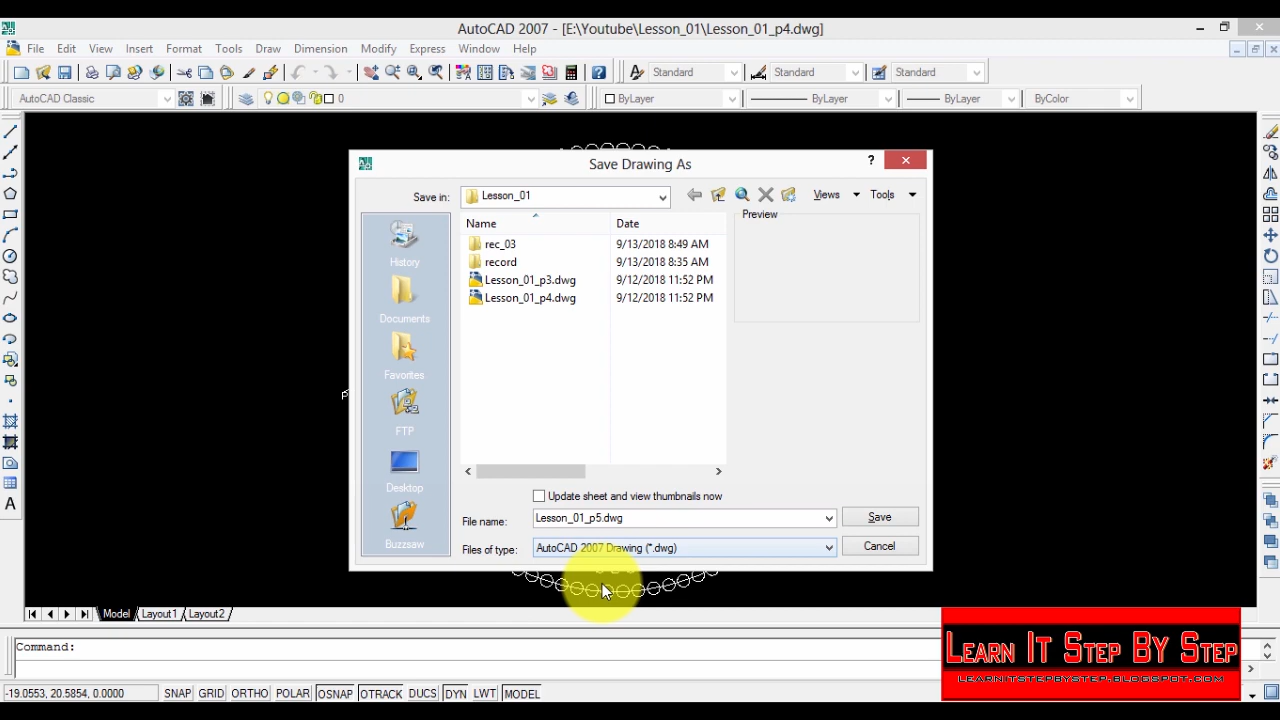 AutoCAD 2007 - [E:\Youtube\Lesson_01\Lesson_01_p4.dwg]
File Edit View Insert Format Tools Draw Dimension Modify Express Window Help
Standard Standard Standard
AutoCAD Classic 0 ByLayer ByLayer ByLayer ByColor
Save Drawing As
Save in: Lesson_01 Views Tools
Name Date Preview
rec_03 9/13/2018 8:49 AM
record 9/13/2018 8:35 AM
Lesson_01_p3.dwg 9/12/2018 11:52 PM
Lesson_01_p4.dwg 9/12/2018 11:52 PM
History
Documents
Favorites
FTP
Desktop
Buzzsaw
Update sheet and view thumbnails now
File name: Lesson_01_p5.dwg Save
Files of type: AutoCAD 2007 Drawing (*.dwg) Cancel
Model Layout1 Layout2
Command:
Learn It Step By Step
learnitstepbystep.blogspot.com
-19.0553, 20.5854, 0.0000 SNAP GRID ORTHO POLAR OSNAP OTRACK DUCS DYN LWT MODEL